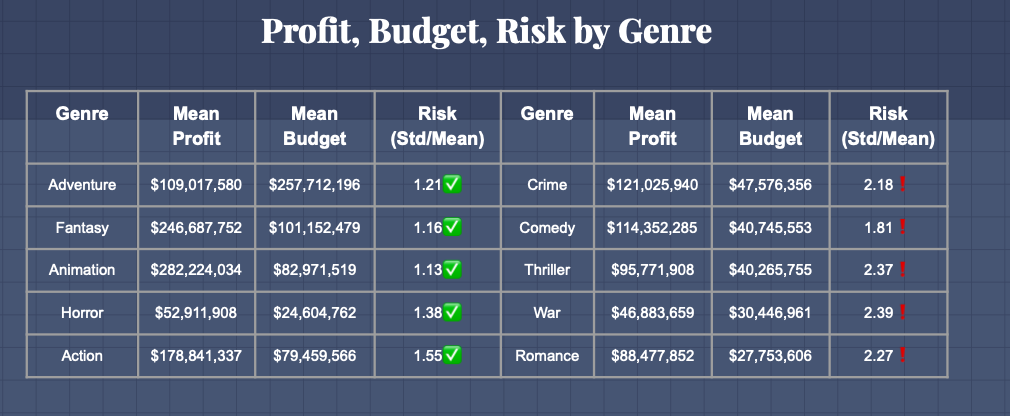 Profit, Budget, Risk by Genre
Genre Mean Profit Mean Budget Risk (Std/Mean) Genre Mean Profit Mean Budget Risk (Std/Mean)
Adventure $109,017,580 $257,712,196 1.21✅ Crime $121,025,940 $47,576,356 2.18 ❗
Fantasy $246,687,752 $101,152,479 1.16✅ Comedy $114,352,285 $40,745,553 1.81 ❗
Animation $282,224,034 $82,971,519 1.13✅ Thriller $95,771,908 $40,265,755 2.37 ❗
Horror $52,911,908 $24,604,762 1.38✅ War $46,883,659 $30,446,961 2.39 ❗
Action $178,841,337 $79,459,566 1.55✅ Romance $88,477,852 $27,753,606 2.27 ❗